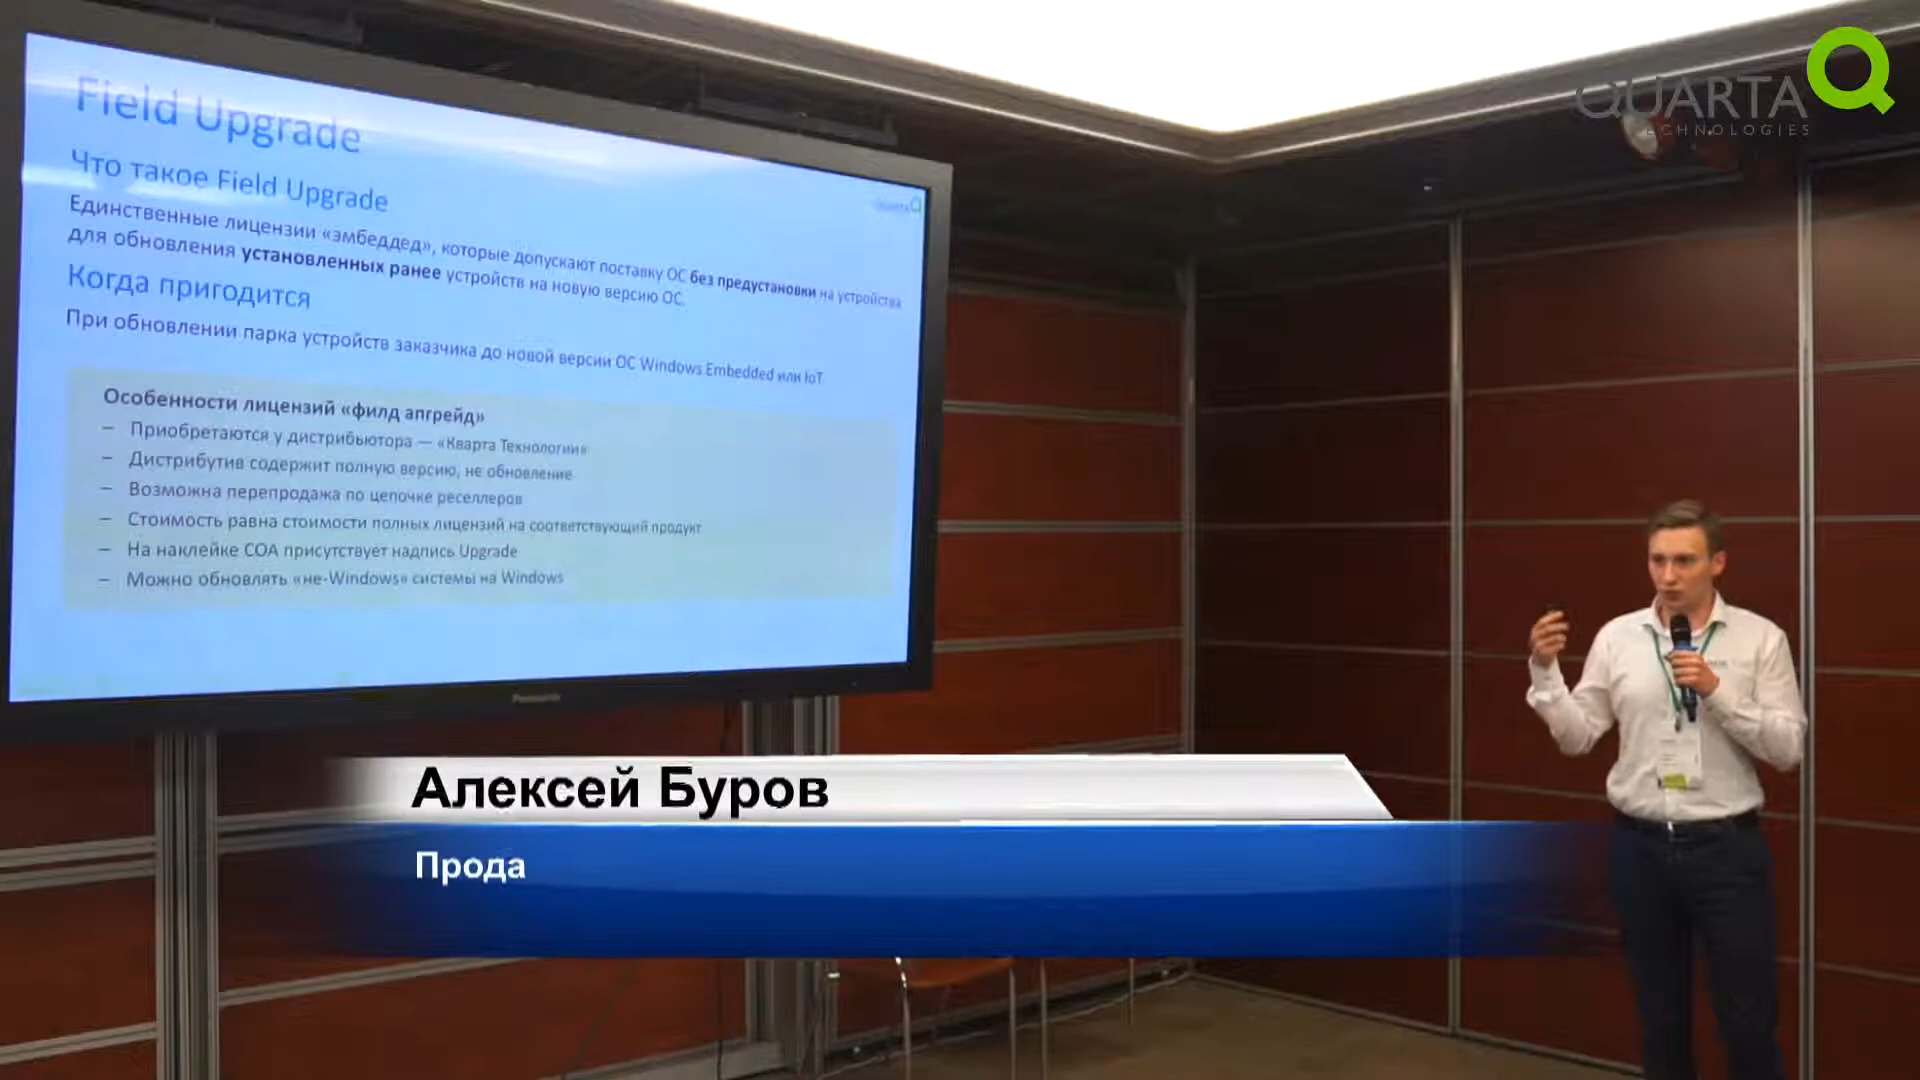 Field Upgrade
Что такое Field Upgrade
Единственные лицензии «эмбеддед», которые допускают поставку ОС без предустановки на устройства
для обновления установленных ранее устройств на новую версию ОС.
Когда пригодится
При обновлении парка устройств заказчика до новой версии ОС Windows Embedded или IoT
Особенности лицензий «филд апгрейд»
– Приобретаются у дистрибьютора — «Кварта Технологии»
– Дистрибутив содержит полную версию, не обновление
– Возможна перепродажа по цепочке реселлеров
– Стоимость равна стоимости полных лицензий на соответствующий продукт
– На наклейке COA присутствует надпись Upgrade
– Можно обновлять «не-Windows» системы на Windows
Panasonic
QUARTA
TECHNOLOGIES
Алексей Буров
Прода